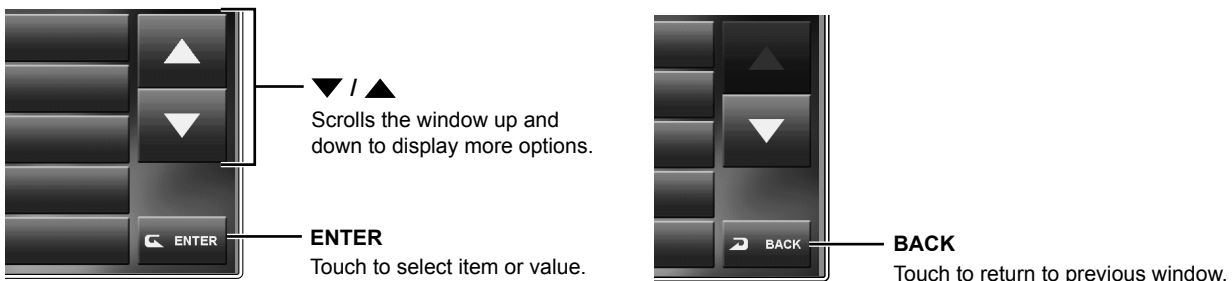 ▼ / ▲
Scrolls the window up and
down to display more options.
ENTER
ENTER
Touch to select item or value.
BACK
BACK
Touch to return to previous window.